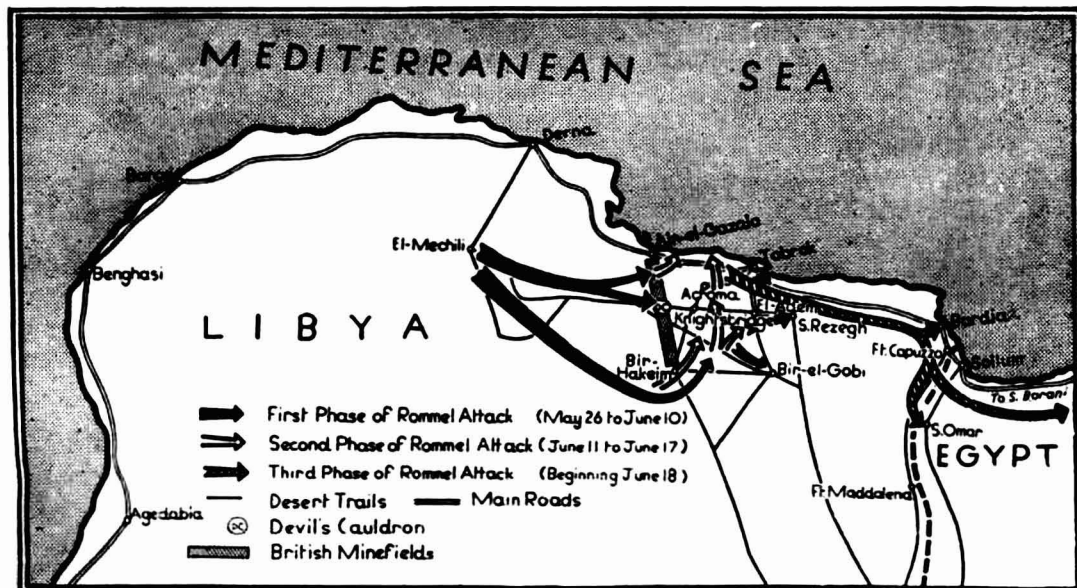 MEDITERRANEAN SEA
Derna
El-Mechili
Benghasi
LIBYA
Tobruk
Acroma
Knightsbridge
S. Rezegh
Bardia
Ft. Capuzzo
Sollum
Bir-Hakeim
Bir-el-Gobi
To S. Barani
S. Omar
EGYPT
Ft. Maddalena
First Phase of Rommel Attack (May 26 to June 10)
Second Phase of Rommel Attack (June 11 to June 17)
Third Phase of Rommel Attack (Beginning June 18)
Desert Trails Main Roads
Agedabia
Devil's Cauldron
British Minefields